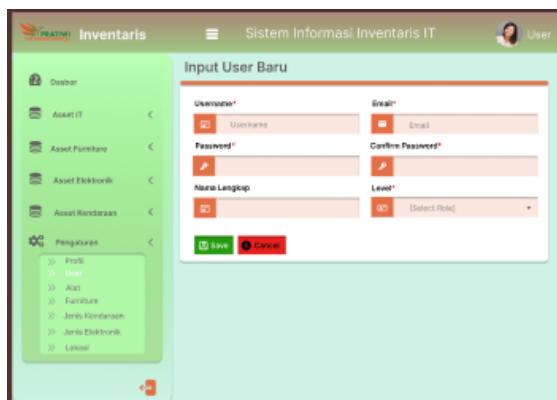 PRATIWI Inventaris
Sistem Informasi Inventaris IT
User
Input User Baru
Dasbor
Asset IT
Asset Furniture
Asset Elektronik
Asset Kendaraan
Pengaturan
Profil
User
Alat
Furniture
Jenis Kendaraan
Jenis Elektronik
Lokasi
Username*
Email*
Username
Email
Password*
Confirm Password*
Nama Lengkap
Level*
[Select Role]
Save
Cancel